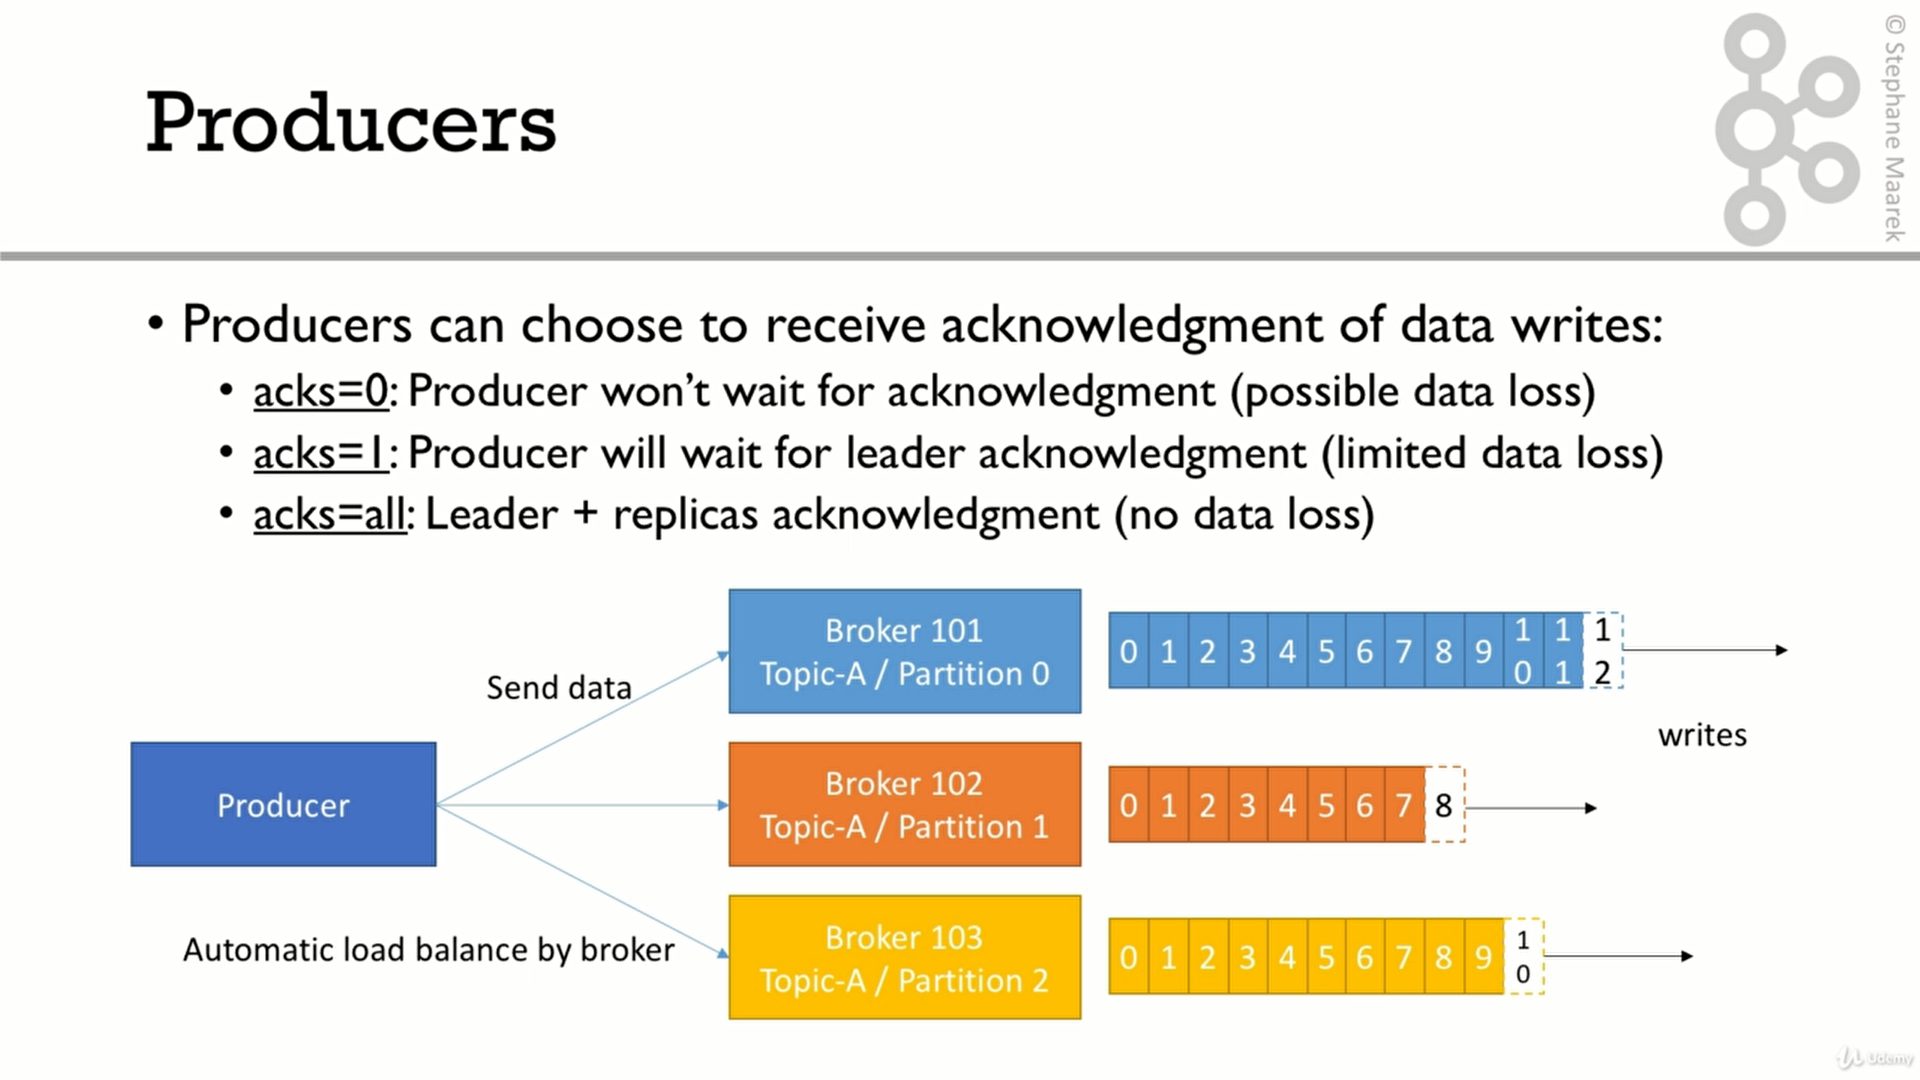 © Stephane Maarek
Producers
• Producers can choose to receive acknowledgment of data writes:
• acks=0: Producer won't wait for acknowledgment (possible data loss)
• acks=1: Producer will wait for leader acknowledgment (limited data loss)
• acks=all: Leader + replicas acknowledgment (no data loss)
Broker 101
Topic-A / Partition 0
0 1 2 3 4 5 6 7 8 9 10 11 12
Send data
writes
Producer
Broker 102
Topic-A / Partition 1
0 1 2 3 4 5 6 7 8
Automatic load balance by broker
Broker 103
Topic-A / Partition 2
0 1 2 3 4 5 6 7 8 9 10
Udemy